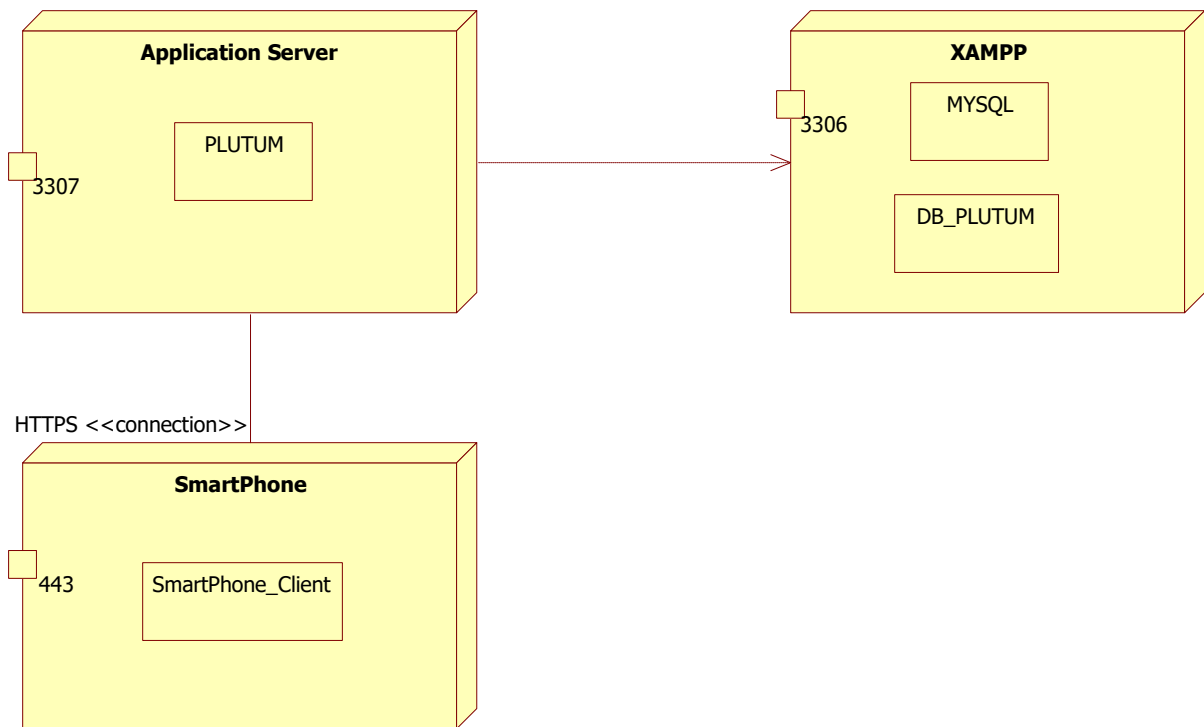 Application Server
PLUTUM
3307
XAMPP
MYSQL
3306
DB_PLUTUM
HTTPS <<connection>>
SmartPhone
SmartPhone_Client
443